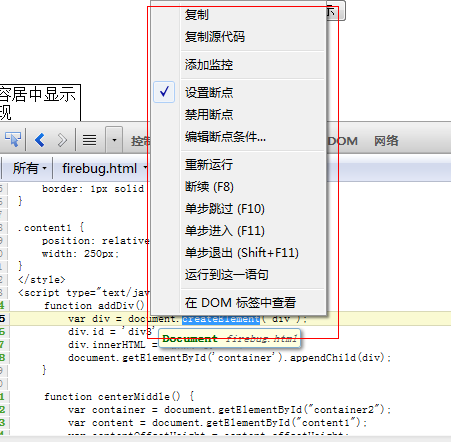 示
复制
复制源代码
添加监控
容居中显示
现
设置断点
禁用断点
编辑断点条件...
控
DOM
网络
所有
firebug.html
重新运行
断续 (F8)
单步跳过 (F10)
单步进入 (F11)
单步退出 (Shift+F11)
运行到这一语句
在 DOM 标签中查看
border: 1px solid
}
.content1 {
position: relative
width: 250px;
}
</style>
<script type="text/jav
function addDiv()
var div = document.createElement('div');
div.id = 'div3'
div.innerHTML =
Document firebug.html
document.getElementById('container').appendChild(div);
}
function centerMiddle() {
var container = document.getElementById("container2");
var content = document.getElementById("content1");
var contentOffsetHeight = content.offsetHeight;